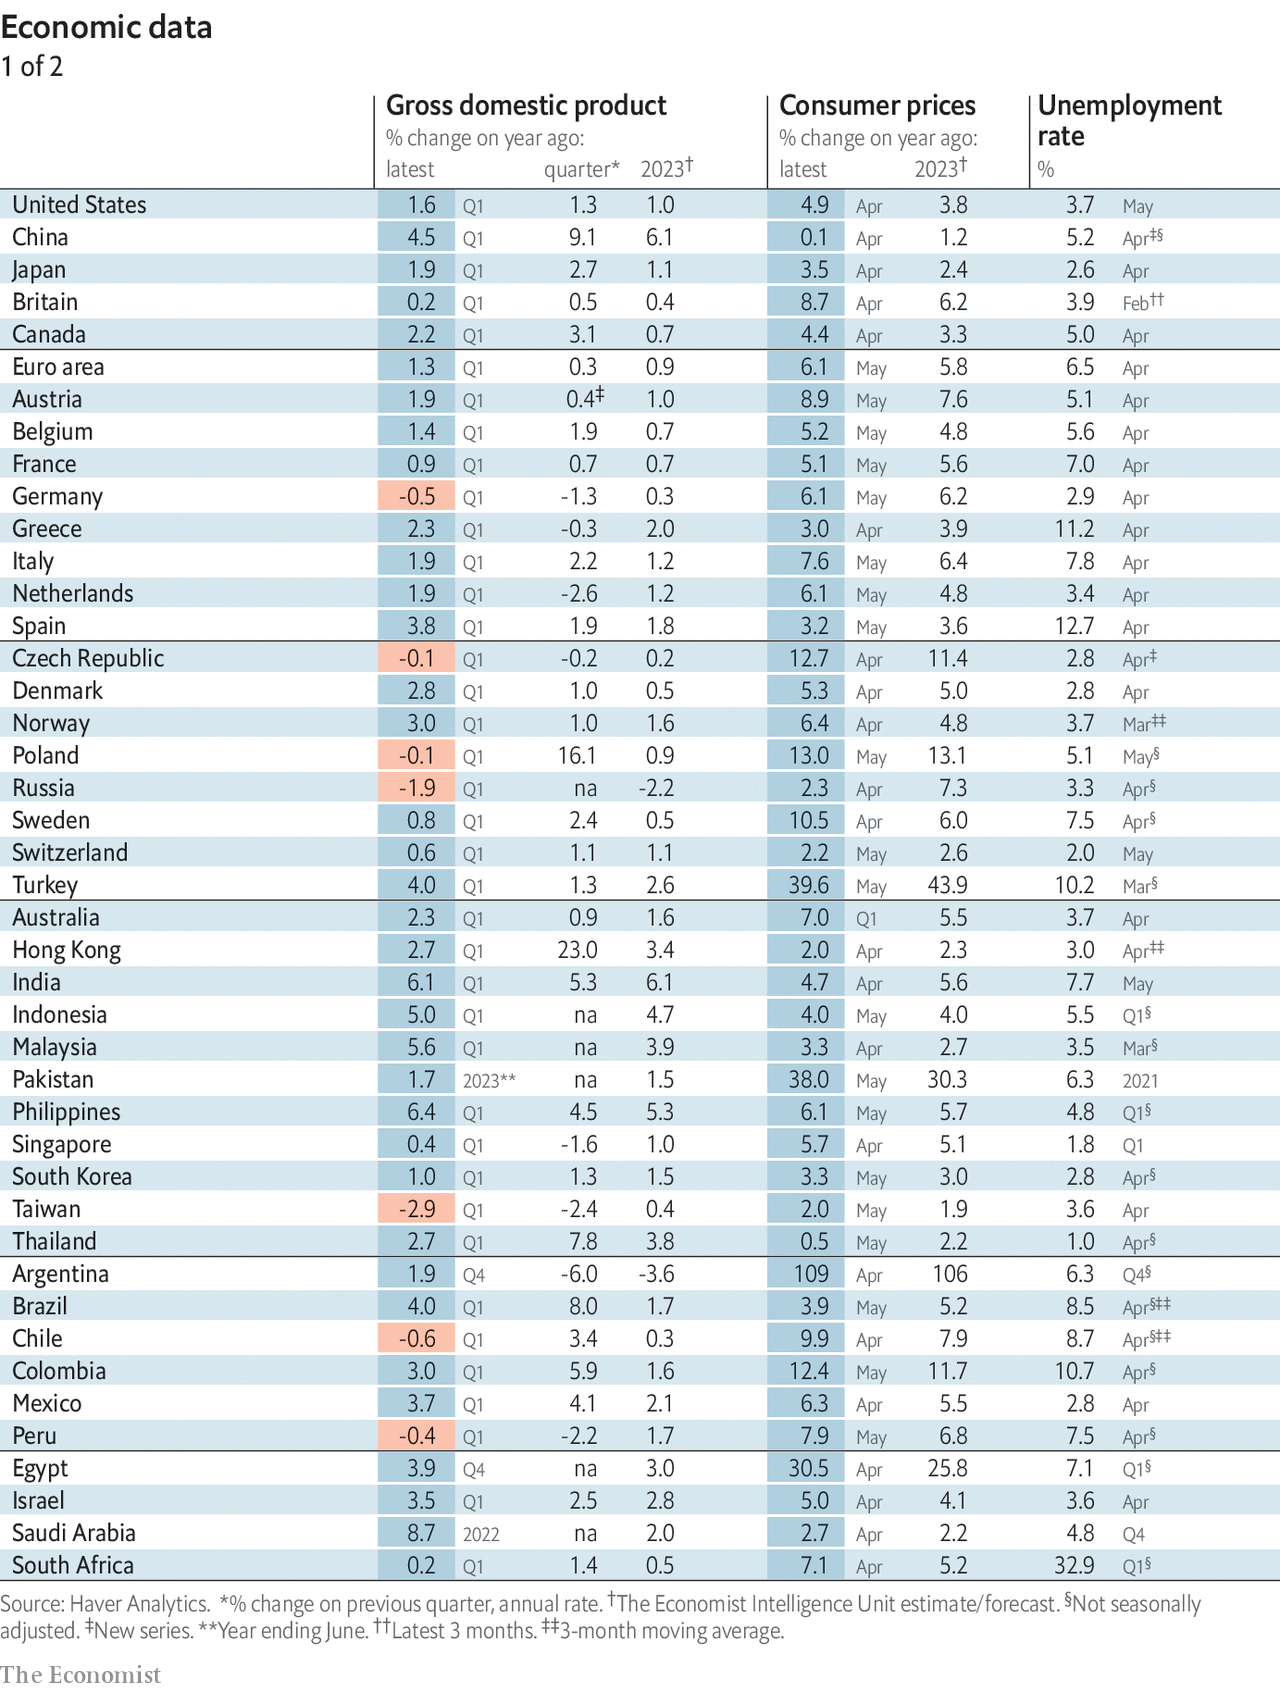 Economic data
1 of 2
Gross domestic product Consumer prices Unemployment
% change on year ago: % change on year ago: rate
latest quarter* 2023† latest 2023† %
United States 1.6 Q1 1.3 1.0 4.9 Apr 3.8 3.7 May
China 4.5 Q1 9.1 6.1 0.1 Apr 1.2 5.2 Apr‡§
Japan 1.9 Q1 2.7 1.1 3.5 Apr 2.4 2.6 Apr
Britain 0.2 Q1 0.5 0.4 8.7 Apr 6.2 3.9 Feb††
Canada 2.2 Q1 3.1 0.7 4.4 Apr 3.3 5.0 Apr
Euro area 1.3 Q1 0.3 0.9 6.1 May 5.8 6.5 Apr
Austria 1.9 Q1 0.4‡ 1.0 8.9 May 7.6 5.1 Apr
Belgium 1.4 Q1 1.9 0.7 5.2 May 4.8 5.6 Apr
France 0.9 Q1 0.7 0.7 5.1 May 5.6 7.0 Apr
Germany -0.5 Q1 -1.3 0.3 6.1 May 6.2 2.9 Apr
Greece 2.3 Q1 -0.3 2.0 3.0 Apr 3.9 11.2 Apr
Italy 1.9 Q1 2.2 1.2 7.6 May 6.4 7.8 Apr
Netherlands 1.9 Q1 -2.6 1.2 6.1 May 4.8 3.4 Apr
Spain 3.8 Q1 1.9 1.8 3.2 May 3.6 12.7 Apr
Czech Republic -0.1 Q1 -0.2 0.2 12.7 Apr 11.4 2.8 Apr‡
Denmark 2.8 Q1 1.0 0.5 5.3 Apr 5.0 2.8 Apr
Norway 3.0 Q1 1.0 1.6 6.4 Apr 4.8 3.7 Mar‡‡
Poland -0.1 Q1 16.1 0.9 13.0 May 13.1 5.1 May§
Russia -1.9 Q1 na -2.2 2.3 Apr 7.3 3.3 Apr§
Sweden 0.8 Q1 2.4 0.5 10.5 Apr 6.0 7.5 Apr§
Switzerland 0.6 Q1 1.1 1.1 2.2 May 2.6 2.0 May
Turkey 4.0 Q1 1.3 2.6 39.6 May 43.9 10.2 Mar§
Australia 2.3 Q1 0.9 1.6 7.0 Q1 5.5 3.7 Apr
Hong Kong 2.7 Q1 23.0 3.4 2.0 Apr 2.3 3.0 Apr‡‡
India 6.1 Q1 5.3 6.1 4.7 Apr 5.6 7.7 May
Indonesia 5.0 Q1 na 4.7 4.0 May 4.0 5.5 Q1§
Malaysia 5.6 Q1 na 3.9 3.3 Apr 2.7 3.5 Mar§
Pakistan 1.7 2023** na 1.5 38.0 May 30.3 6.3 2021
Philippines 6.4 Q1 4.5 5.3 6.1 May 5.7 4.8 Q1§
Singapore 0.4 Q1 -1.6 1.0 5.7 Apr 5.1 1.8 Q1
South Korea 1.0 Q1 1.3 1.5 3.3 May 3.0 2.8 Apr§
Taiwan -2.9 Q1 -2.4 0.4 2.0 May 1.9 3.6 Apr
Thailand 2.7 Q1 7.8 3.8 0.5 May 2.2 1.0 Apr§
Argentina 1.9 Q4 -6.0 -3.6 109 Apr 106 6.3 Q4§
Brazil 4.0 Q1 8.0 1.7 3.9 May 5.2 8.5 Apr§‡‡
Chile -0.6 Q1 3.4 0.3 9.9 Apr 7.9 8.7 Apr§‡‡
Colombia 3.0 Q1 5.9 1.6 12.4 May 11.7 10.7 Apr§
Mexico 3.7 Q1 4.1 2.1 6.3 Apr 5.5 2.8 Apr
Peru -0.4 Q1 -2.2 1.7 7.9 May 6.8 7.5 Apr§
Egypt 3.9 Q4 na 3.0 30.5 Apr 25.8 7.1 Q1§
Israel 3.5 Q1 2.5 2.8 5.0 Apr 4.1 3.6 Apr
Saudi Arabia 8.7 2022 na 2.0 2.7 Apr 2.2 4.8 Q4
South Africa 0.2 Q1 1.4 0.5 7.1 Apr 5.2 32.9 Q1§
Source: Haver Analytics. *% change on previous quarter, annual rate. †The Economist Intelligence Unit estimate/forecast. §Not seasonally
adjusted. ‡New series. **Year ending June. ††Latest 3 months. ‡‡3-month moving average.
The Economist